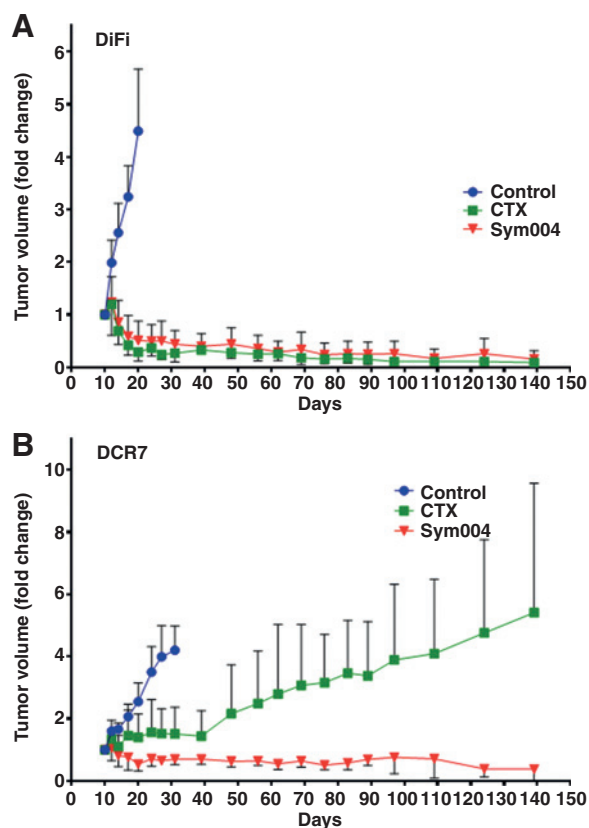 A
DiFi
Tumor volume (fold change)
6
5
4
3
2
1
0
Control
CTX
Sym004
0 10 20 30 40 50 60 70 80 90 100 110 120 130 140 150
Days
B
DCR7
Tumor volume (fold change)
10
8
6
4
2
0
Control
CTX
Sym004
0 10 20 30 40 50 60 70 80 90 100 110 120 130 140 150
Days